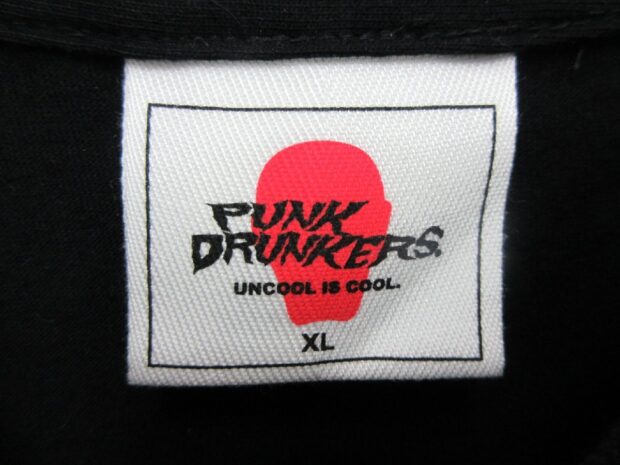 PUNK
DRUNKERS.
UNCOOL IS COOL.
XL